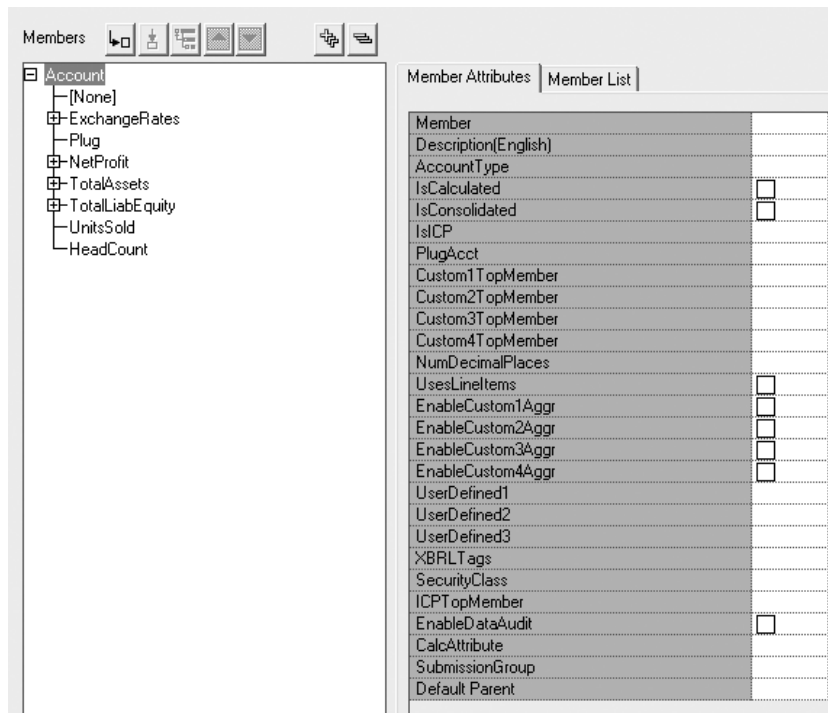 Members
Account
[None]
ExchangeRates
Plug
NetProfit
TotalAssets
TotalLiabEquity
UnitsSold
HeadCount
Member Attributes
Member List
Member
Description(English)
AccountType
IsCalculated
IsConsolidated
IsICP
PlugAcct
Custom1TopMember
Custom2TopMember
Custom3TopMember
Custom4TopMember
NumDecimalPlaces
UsesLineItems
EnableCustom1Aggr
EnableCustom2Aggr
EnableCustom3Aggr
EnableCustom4Aggr
UserDefined1
UserDefined2
UserDefined3
XBRLTags
SecurityClass
ICPTopMember
EnableDataAudit
CalcAttribute
SubmissionGroup
Default Parent